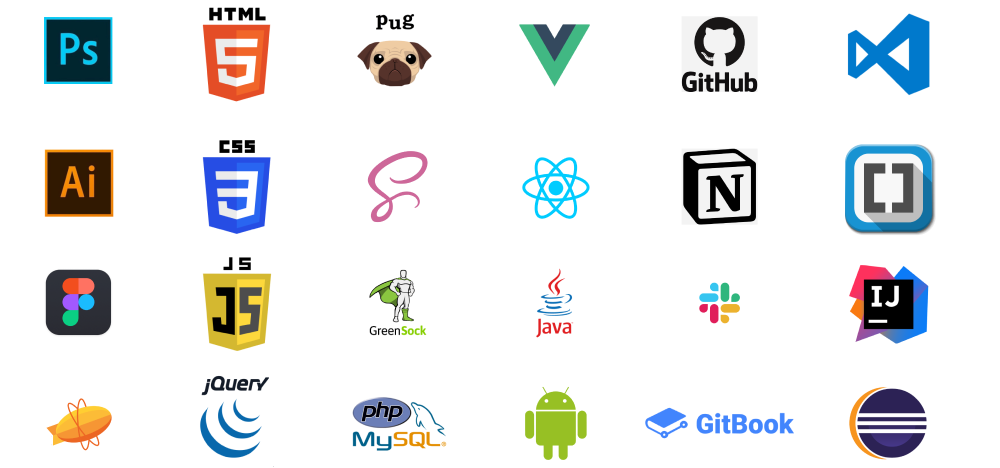 Ps
HTML
5
pug
GitHub
Ai
CSS
3
N
JS
JS
GreenSock
Java
IJ
jQuery
php
MySQL®
GitBook